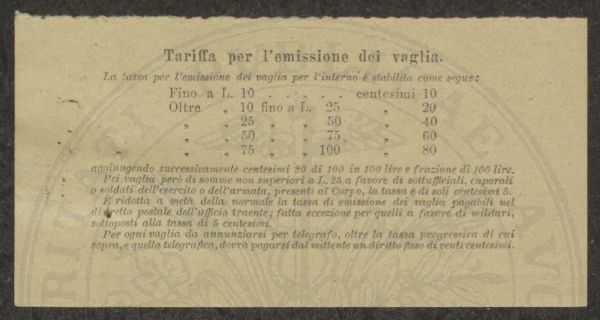 Tariffa per l'emissione dei vaglia.
La tassa per l'emissione dei vaglia per l'interno è stabilita come segue:
Fino a L. 10 . . . . . centesimi 10
Oltre „ 10 fino a L. 25 „ 20
„ „ 25 „ „ 50 „ 40
„ „ 50 „ „ 75 „ 60
„ „ 75 „ „ 100 „ 80
aggiungendo successivamente centesimi 20 di 100 in 100 lire e frazione di 100 lire.
Pei vaglia però di somme non superiori a L. 25 a favore di sottufficiali, caporali
o soldati dell'esercito o dell'armata, presenti al Corpo, la tassa è di soli centesimi 5.
È ridotta a metà della normale la tassa di emissione dei vaglia pagabili nel
distretto postale dell'ufficio traente; fatta eccezione per quelli a favore di militari,
sottoposti alla tassa di 5 centesimi.
Per ogni vaglia da annunziarsi per telegrafo, oltre la tassa progressiva di cui
sopra, e quella telegrafica, dovrà pagarsi dal mittente un diritto fisso di venti centesimi.